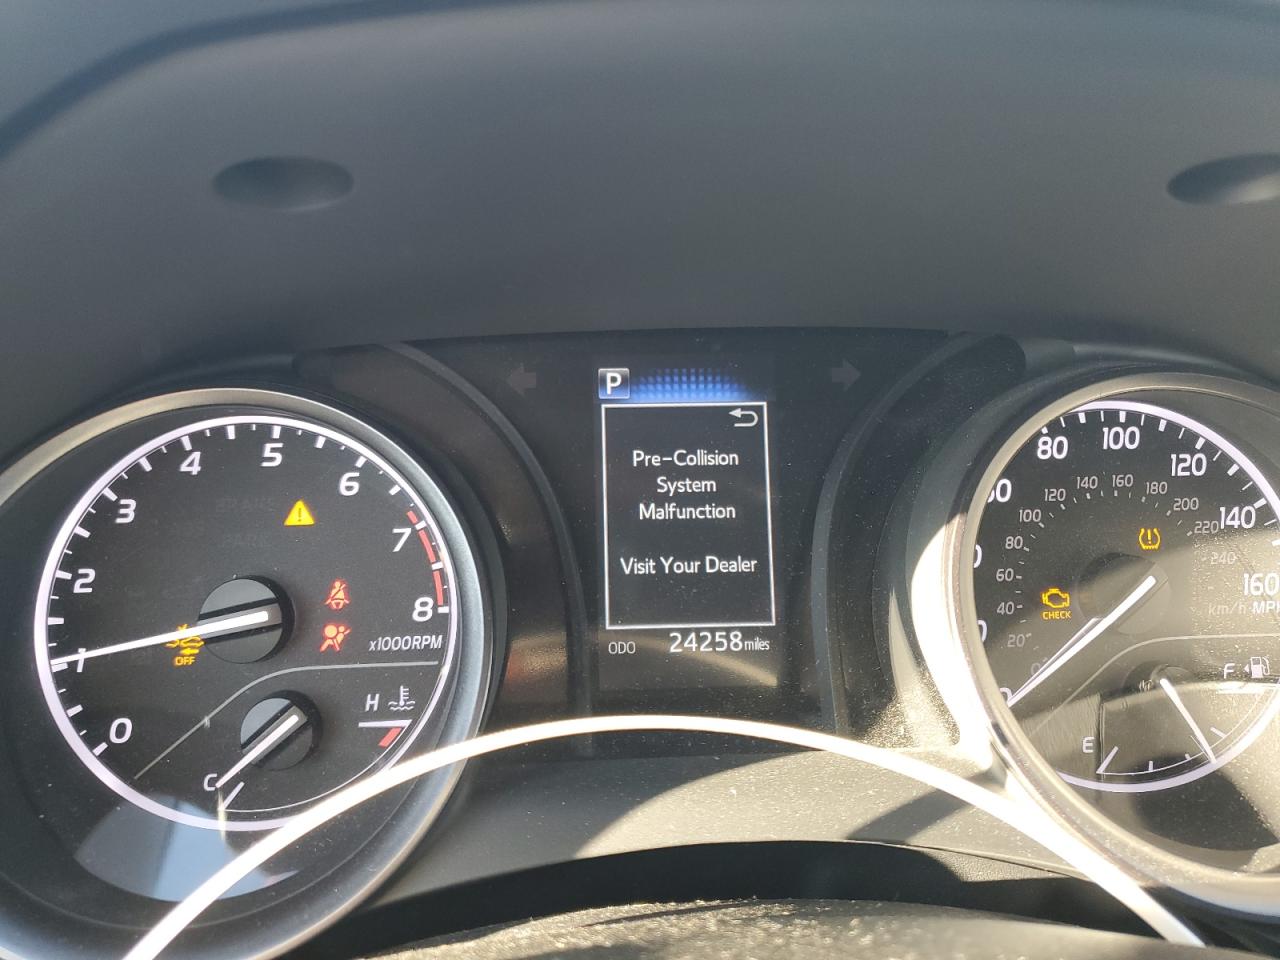 0
1
2
3
4
5
6
7
8
x1000RPM
OFF
H
C
P
Pre-Collision
System
Malfunction
Visit Your Dealer
ODO 24258 miles
80
100
120
140
160
20
40
60
80
100
120
140
160
180
200
220
240
km/h MPH
CHECK
F
E